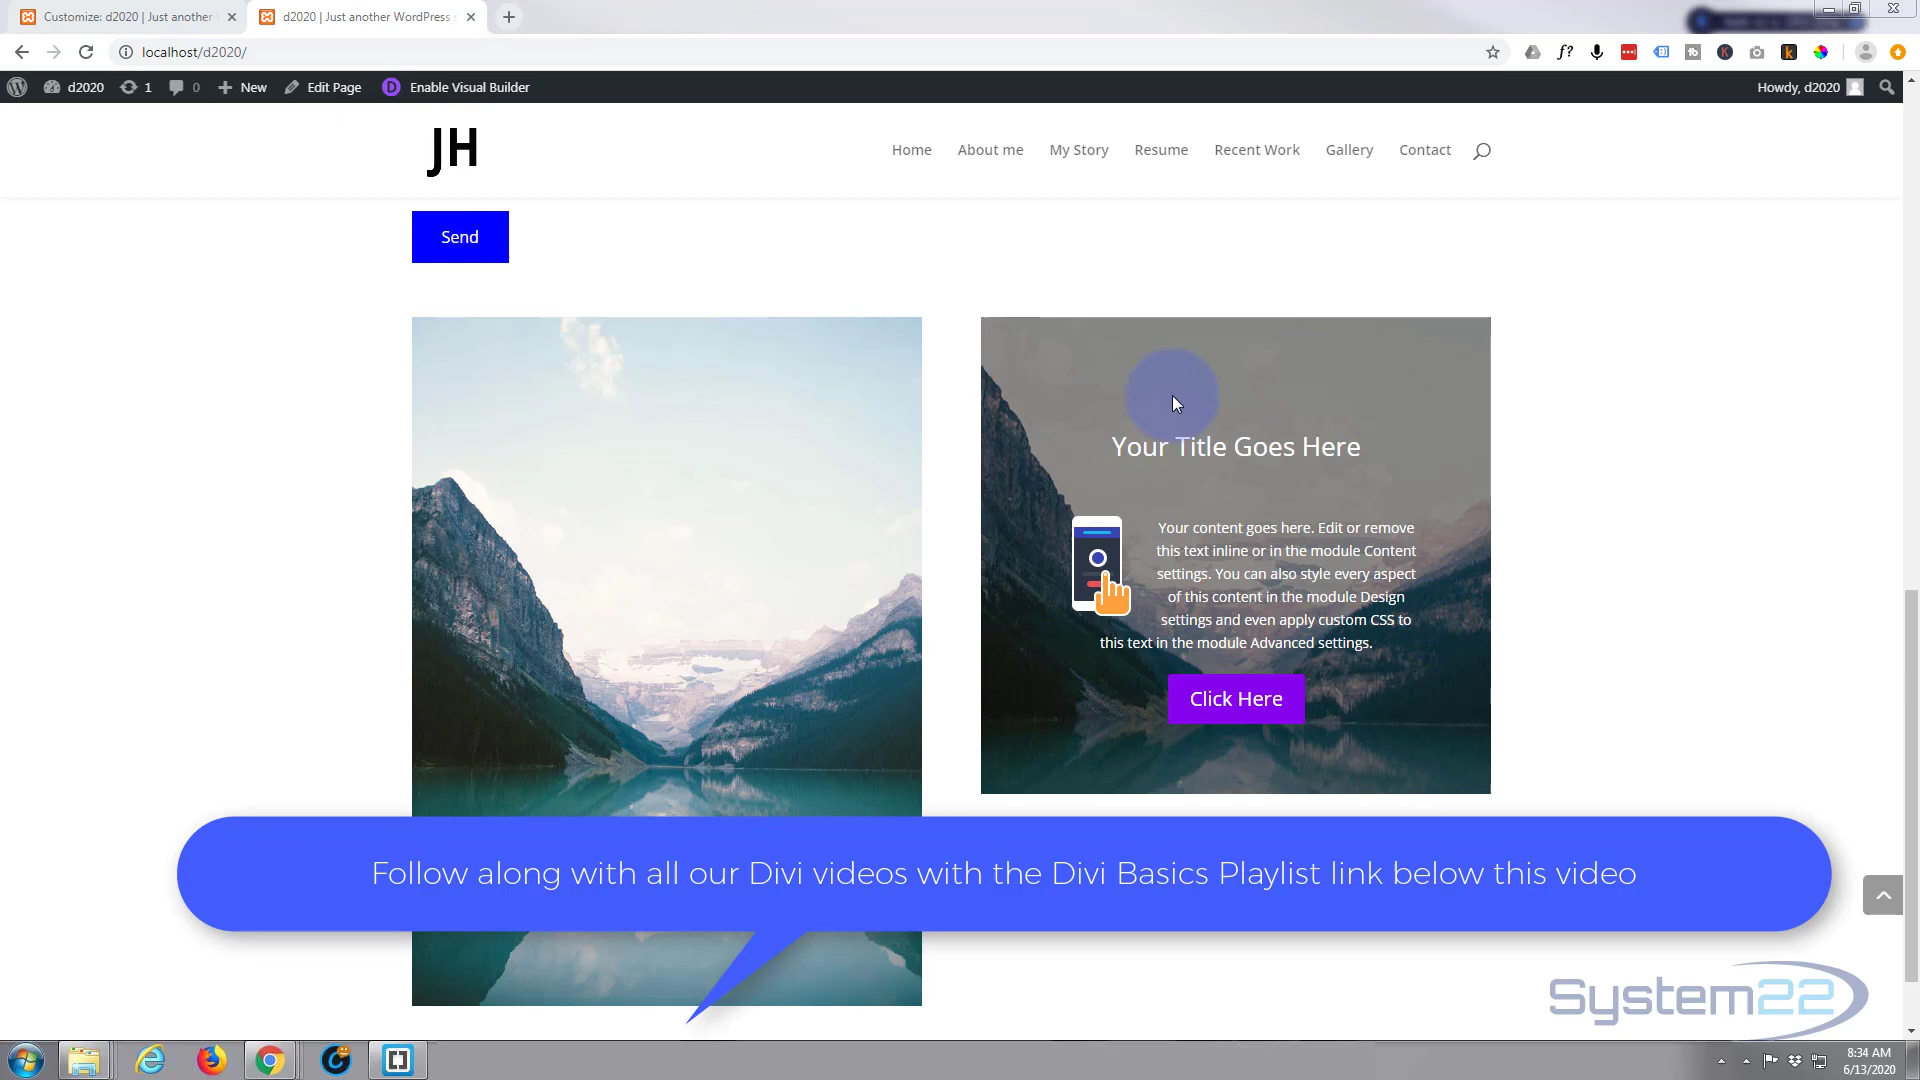 Customize: d2020 | Just another
d2020 | Just another WordPress
localhost/d2020/
f?
d2020
1
0
New
Edit Page
D
Enable Visual Builder
Howdy, d2020
JH
Home
About me
My Story
Resume
Recent Work
Gallery
Contact
Send
Your Title Goes Here
Your content goes here. Edit or remove
this text inline or in the module Content
settings. You can also style every aspect
of this content in the module Design
settings and even apply custom CSS to
this text in the module Advanced settings.
Click Here
Follow along with all our Divi videos with the Divi Basics Playlist link below this video
System22
8:34 AM
6/13/2020